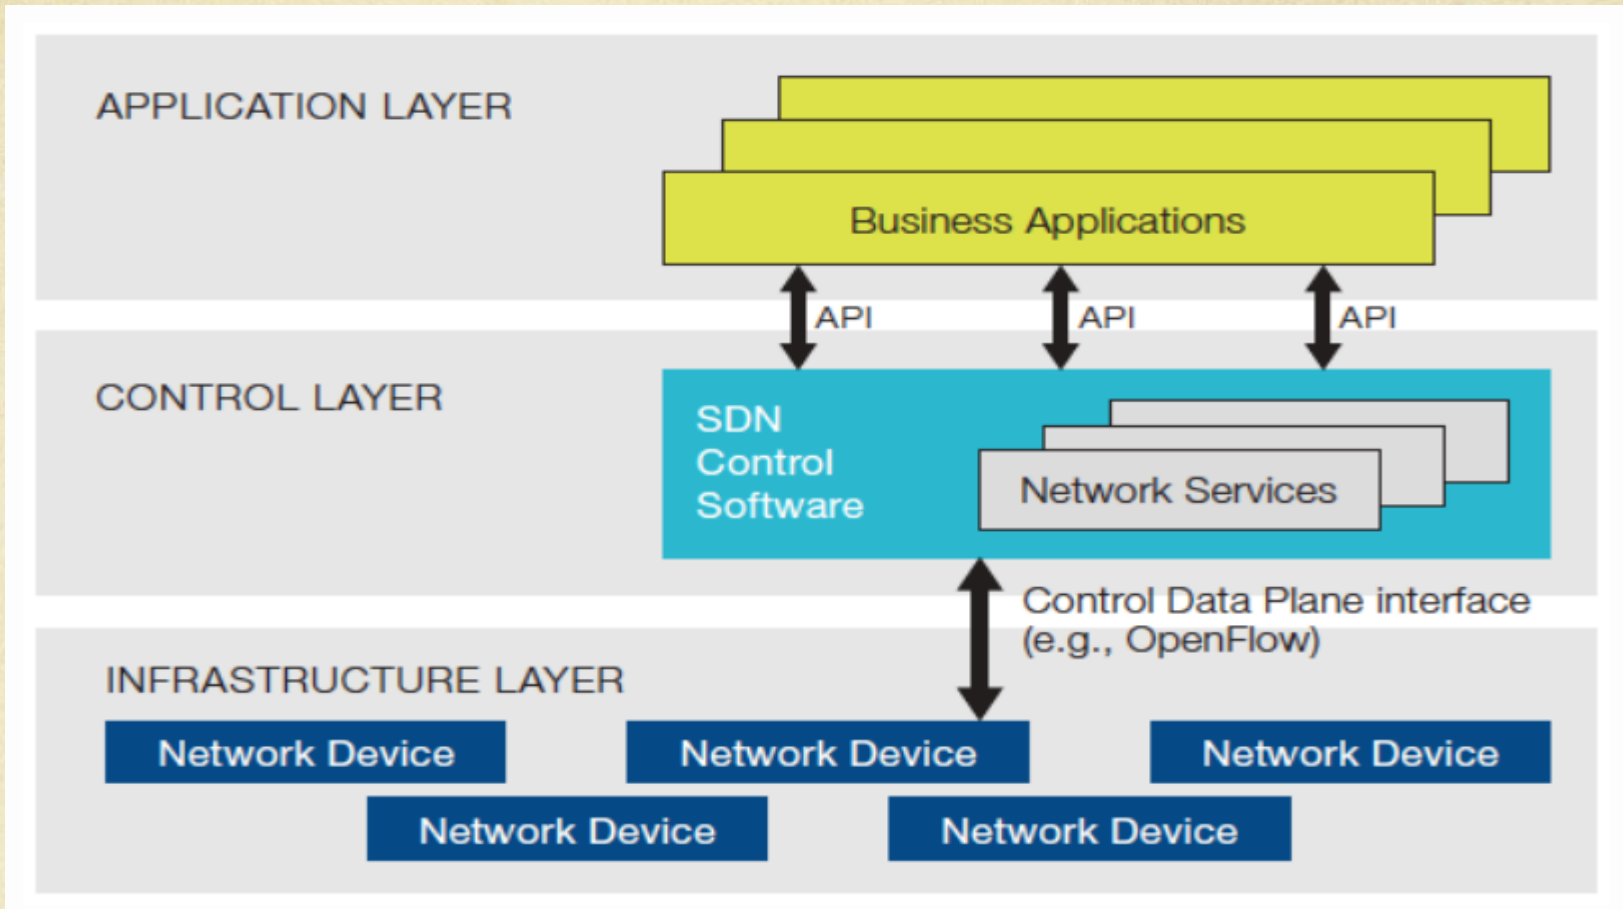 APPLICATION LAYER
Business Applications
API
API
API
CONTROL LAYER
SDN
Control
Software
Network Services
Control Data Plane interface
(e.g., OpenFlow)
INFRASTRUCTURE LAYER
Network Device
Network Device
Network Device
Network Device
Network Device